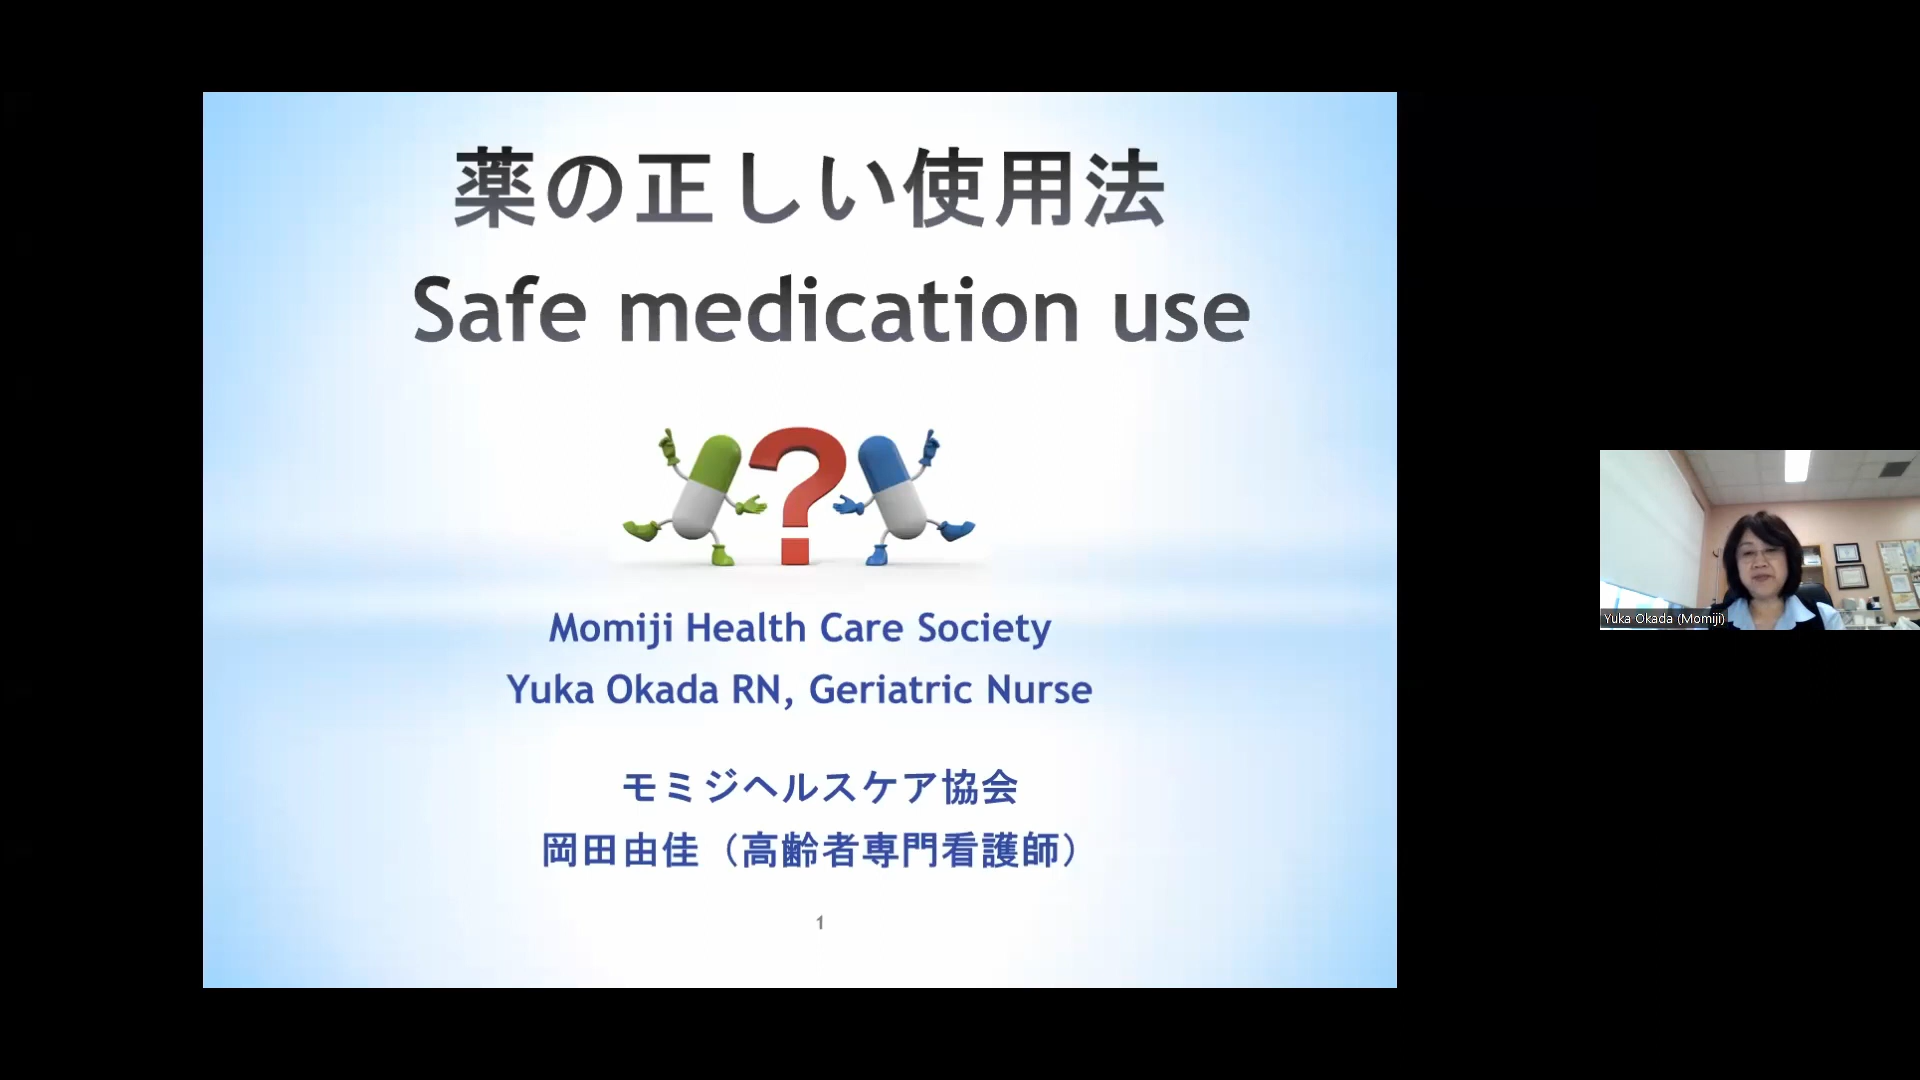 薬の正しい使用法
Safe medication use
Momiji Health Care Society
Yuka Okada RN, Geriatric Nurse
モミジヘルスケア協会
岡田由佳（高齢者専門看護師）
1
Yuka Okada (Momiji)